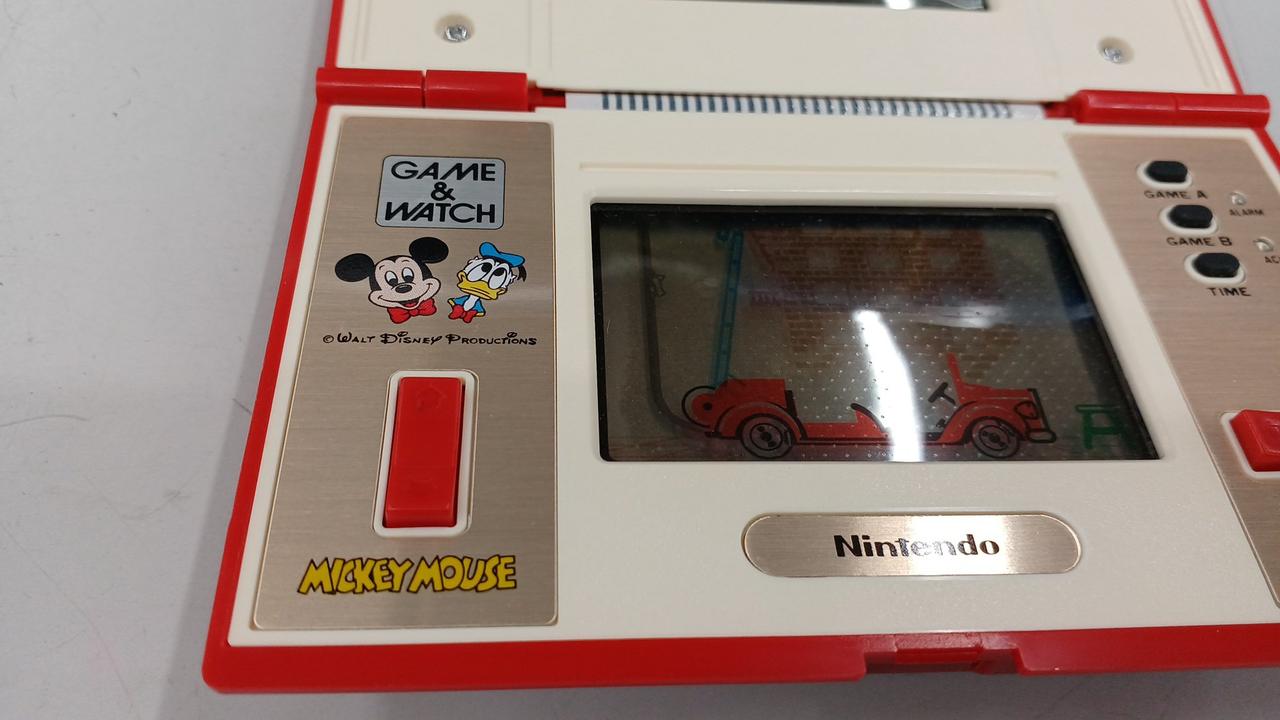 GAME
&
WATCH
© WALT DISNEY PRODUCTIONS
MICKEY MOUSE
Nintendo
GAME A
ALARM
GAME B
TIME